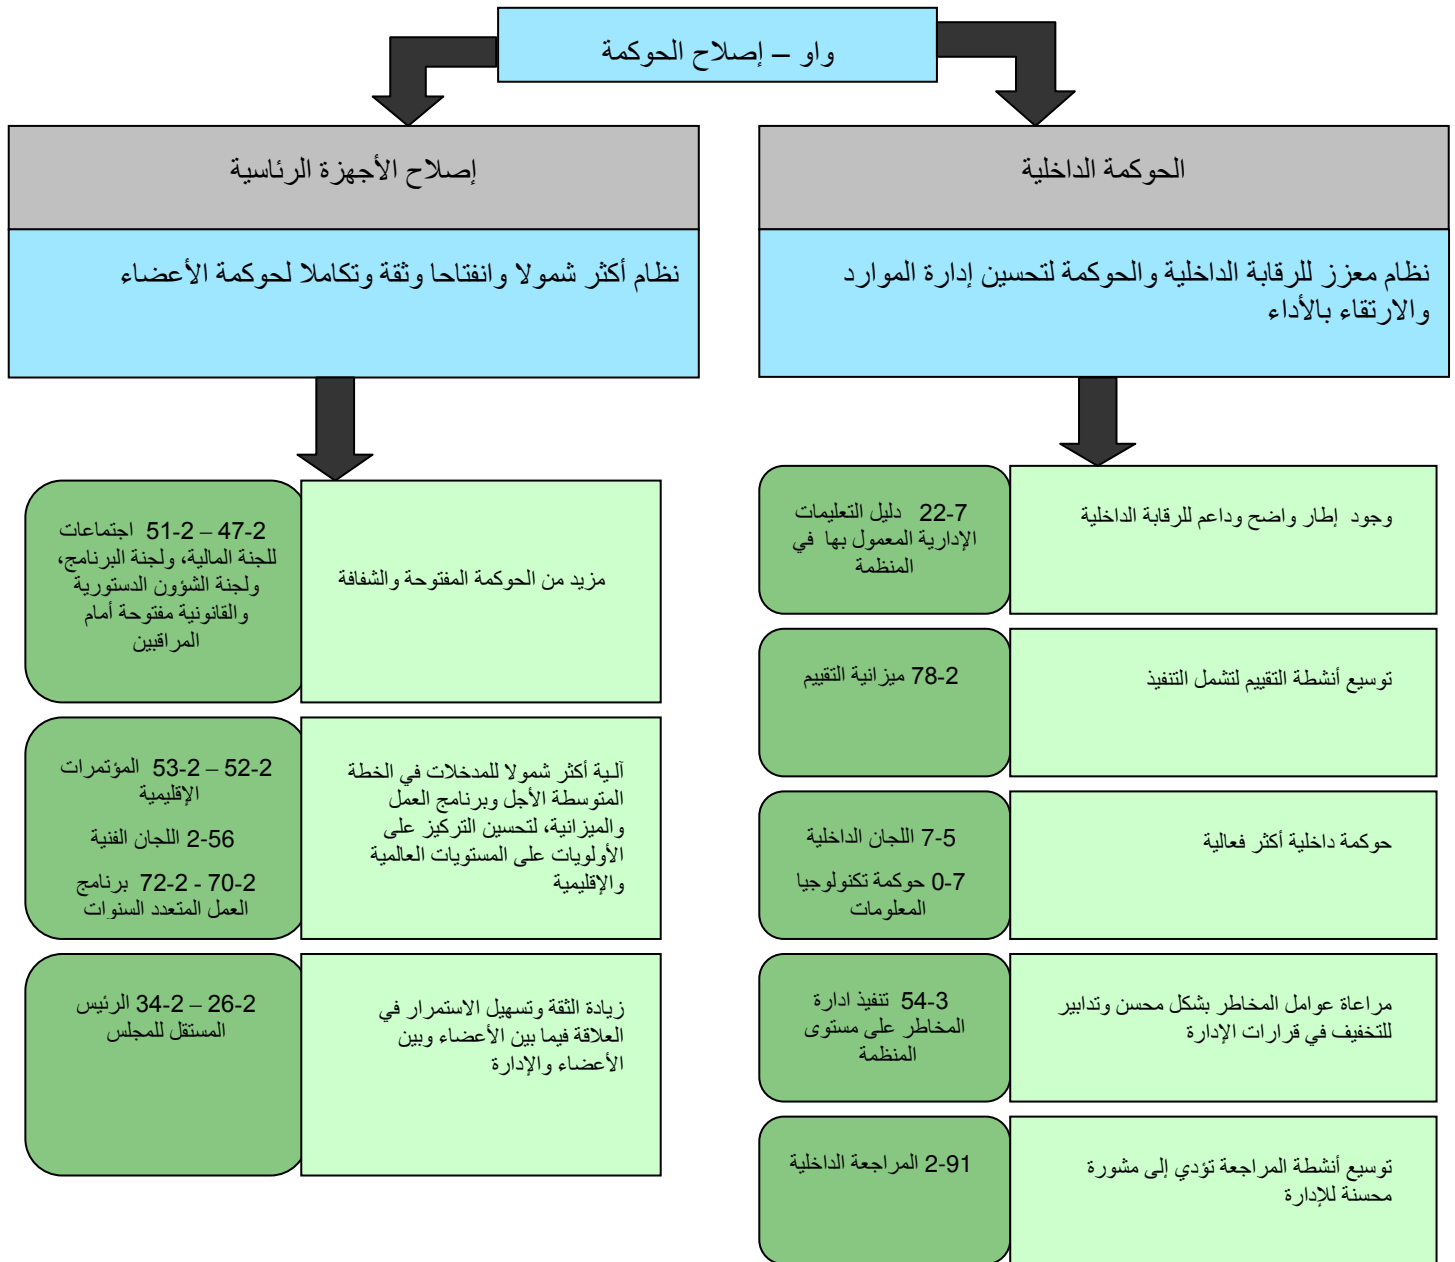 واو – إصلاح الحوكمة
الحوكمة الداخلية
نظام معزز للرقابة الداخلية والحوكمة لتحسين إدارة الموارد
والارتقاء بالأداء
وجود إطار واضح وداعم للرقابة الداخلية
22-7 دليل التعليمات
الإدارية المعمول بها في
المنظمة
توسيع أنشطة التقييم لتشمل التنفيذ
78-2 ميزانية التقييم
حوكمة داخلية أكثر فعالية
7-5 اللجان الداخلية
0-7 حوكمة تكنولوجيا
المعلومات
مراعاة عوامل المخاطر بشكل محسن وتدابير
للتخفيف في قرارات الإدارة
54-3 تنفيذ ادارة
المخاطر على مستوى
المنظمة
توسيع أنشطة المراجعة تؤدي إلى مشورة
محسنة للإدارة
2-91 المراجعة الداخلية
إصلاح الأجهزة الرئاسية
نظام أكثر شمولا وانفتاحا وثقة وتكاملا لحوكمة الأعضاء
مزيد من الحوكمة المفتوحة والشفافة
51-2 – 47-2 اجتماعات
للجنة المالية، ولجنة البرنامج،
ولجنة الشؤون الدستورية
والقانونية مفتوحة أمام
المراقبين
آلية أكثر شمولا للمدخلات في الخطة
المتوسطة الأجل وبرنامج العمل
والميزانية، لتحسين التركيز على
الأولويات على المستويات العالمية
والإقليمية
53-2 – 52-2 المؤتمرات
الإقليمية
2-56 اللجان الفنية
72-2 - 70-2 برنامج
العمل المتعدد السنوات
زيادة الثقة وتسهيل الاستمرار في
العلاقة فيما بين الأعضاء وبين
الأعضاء والإدارة
34-2 – 26-2 الرئيس
المستقل للمجلس